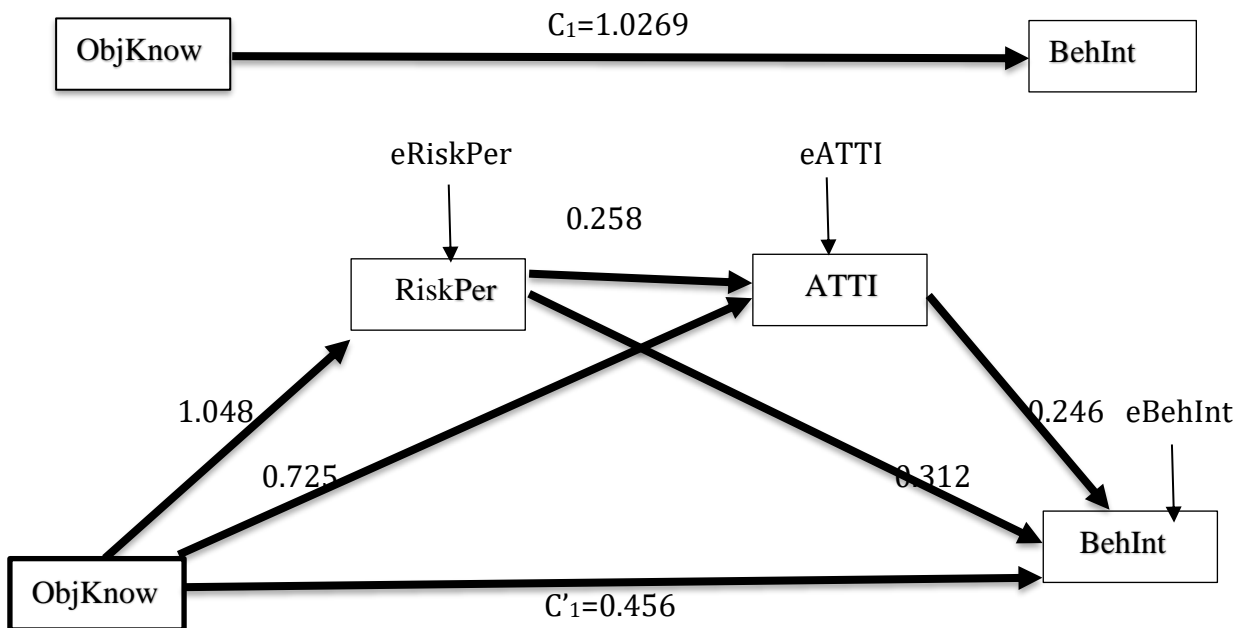 C₁=1.0269
ObjKnow
BehInt
eRiskPer
eATTI
0.258
RiskPer
ATTI
1.048
0.246
eBehInt
0.725
0.312
BehInt
ObjKnow
C’₁=0.456